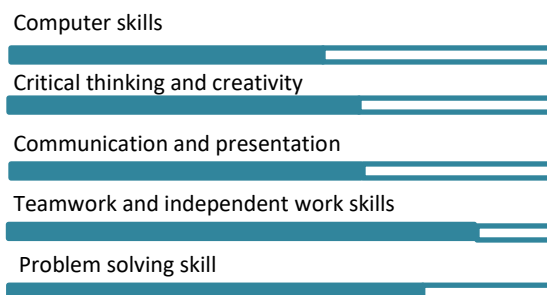 Computer skills
Critical thinking and creativity
Communication and presentation
Teamwork and independent work skills
Problem solving skill